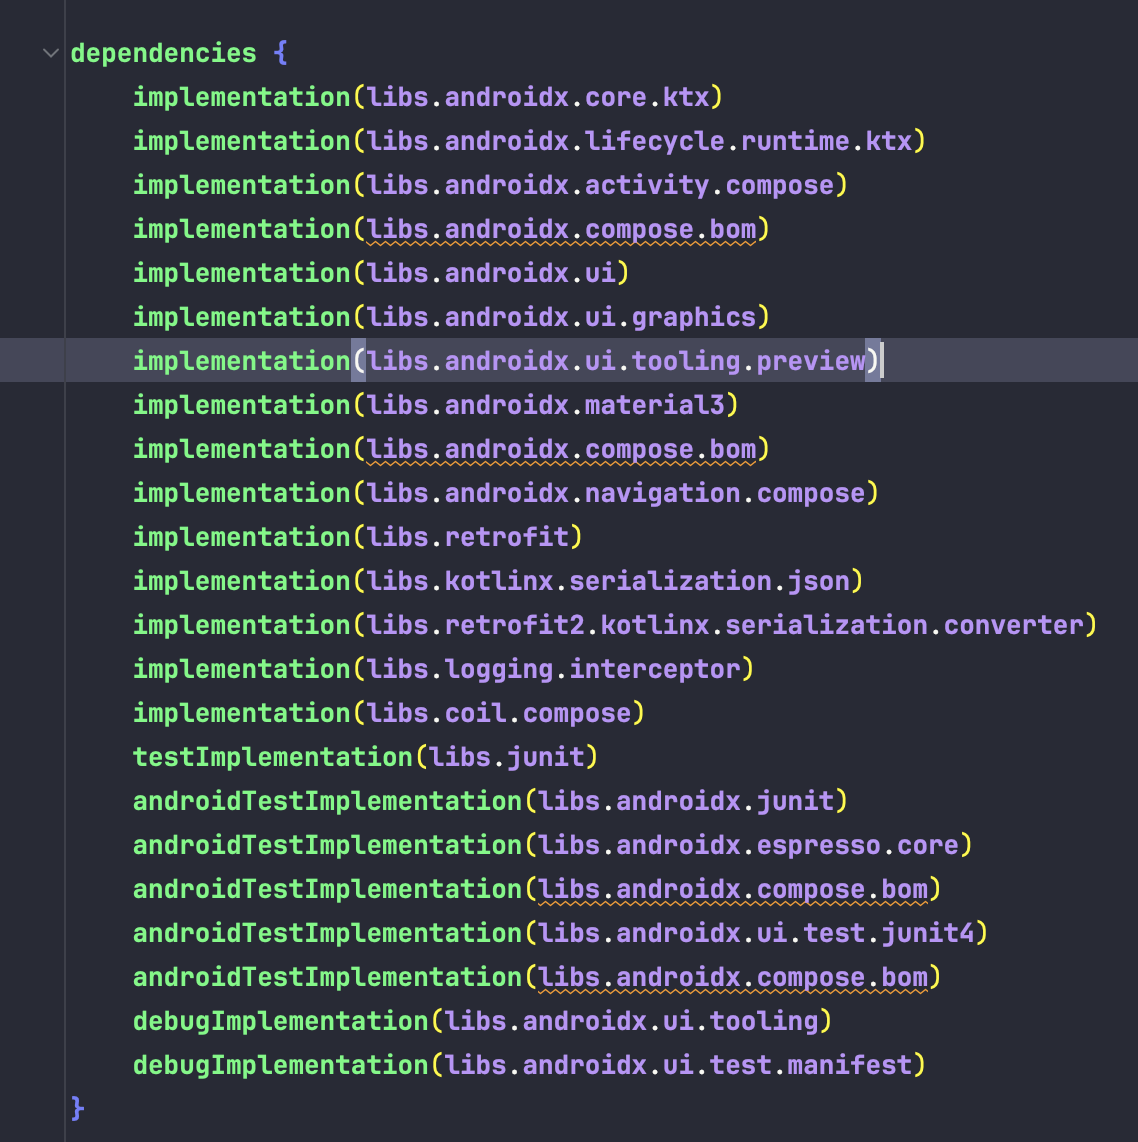 dependencies {
    implementation(libs.androidx.core.ktx)
    implementation(libs.androidx.lifecycle.runtime.ktx)
    implementation(libs.androidx.activity.compose)
    implementation(libs.androidx.compose.bom)
    implementation(libs.androidx.ui)
    implementation(libs.androidx.ui.graphics)
    implementation(libs.androidx.ui.tooling.preview)
    implementation(libs.androidx.material3)
    implementation(libs.androidx.compose.bom)
    implementation(libs.androidx.navigation.compose)
    implementation(libs.retrofit)
    implementation(libs.kotlinx.serialization.json)
    implementation(libs.retrofit2.kotlinx.serialization.converter)
    implementation(libs.logging.interceptor)
    implementation(libs.coil.compose)
    testImplementation(libs.junit)
    androidTestImplementation(libs.androidx.junit)
    androidTestImplementation(libs.androidx.espresso.core)
    androidTestImplementation(libs.androidx.compose.bom)
    androidTestImplementation(libs.androidx.ui.test.junit4)
    androidTestImplementation(libs.androidx.compose.bom)
    debugImplementation(libs.androidx.ui.tooling)
    debugImplementation(libs.androidx.ui.test.manifest)
}